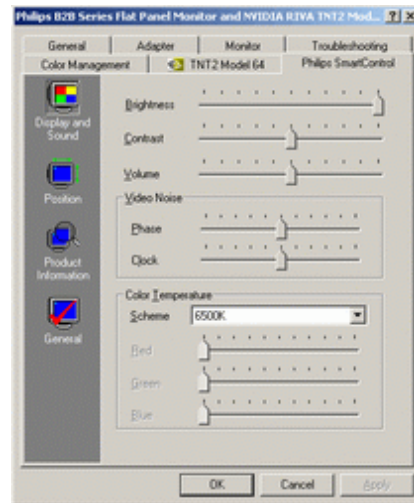 Philips B2B Series Flat Panel Monitor and NVIDIA RIVA TNT2 Mod...
General Adapter Monitor Troubleshooting
Color Management TNT2 Model 64 Philips SmartControl
Display and
Sound
Position
Product
Information
General
Brightness
Contrast
Volume
Video Noise
Phase
Clock
Color Temperature
Scheme 6500K
Red
Green
Blue
OK Cancel Apply